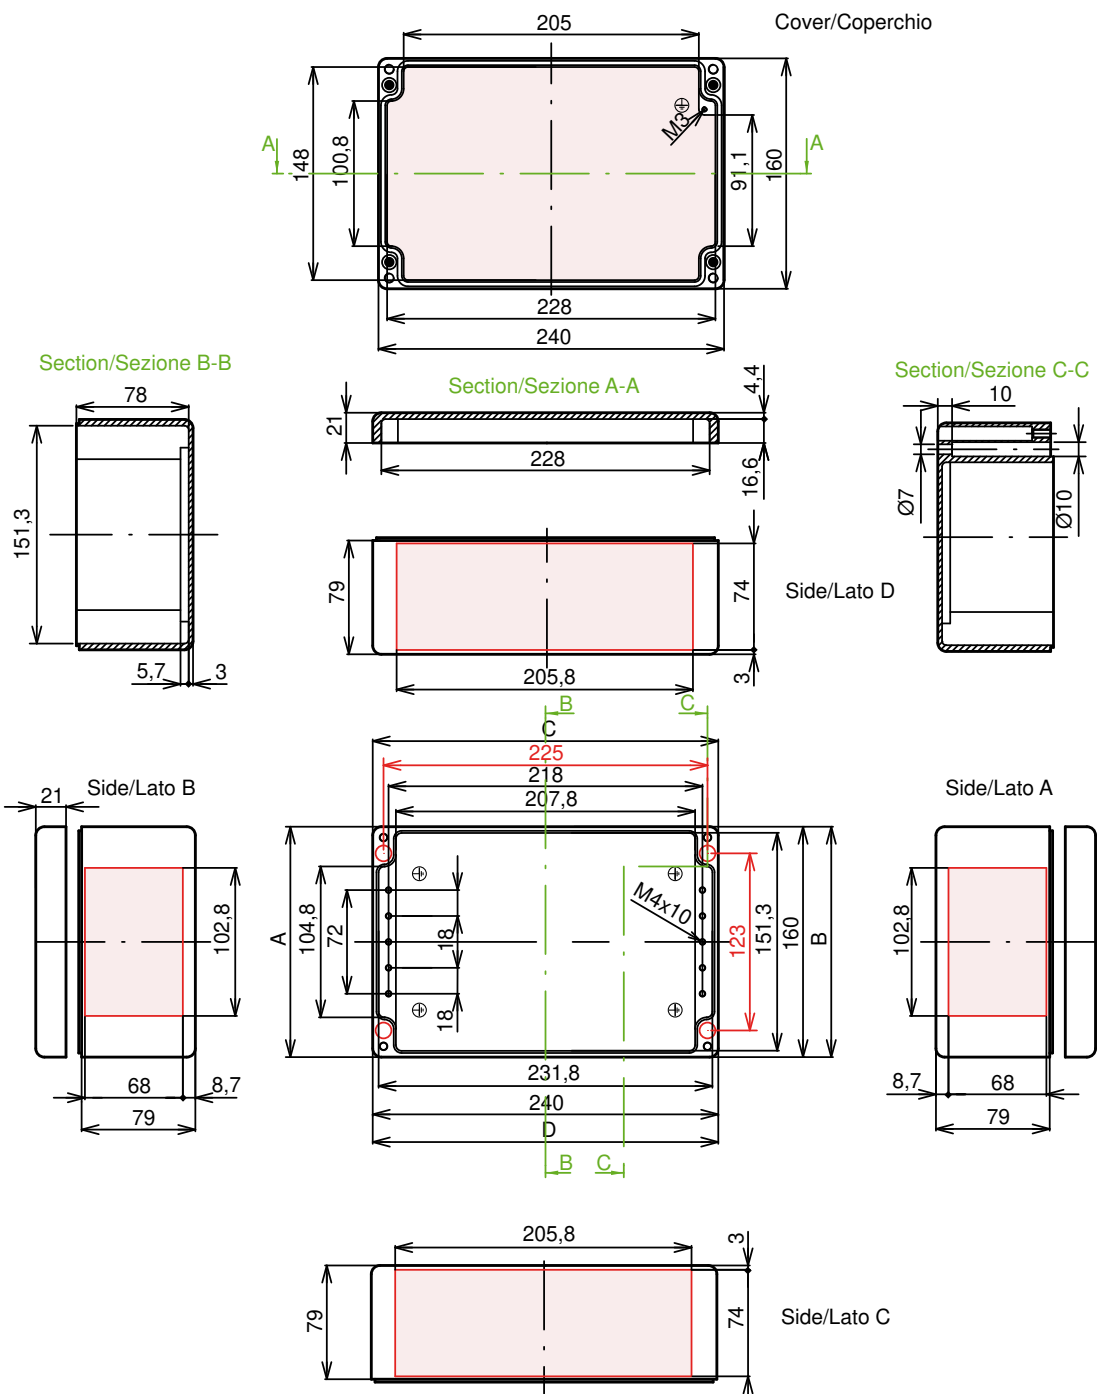 205
Cover/Coperchio
M3
A
A
148
100,8
91,1
160
228
240
Section/Sezione B-B
78
151,3
5,7
3
Section/Sezione A-A
21
228
4,4
16,6
Section/Sezione C-C
10
Ø7
Ø10
79
74
3
205,8
Side/Lato D
B
C
C
225
218
207,8
Side/Lato B
21
102,8
68
8,7
79
A
104,8
72
18
18
M4x10
123
151,3
160
B
231,8
240
D
B
C
Side/Lato A
102,8
8,7
68
79
205,8
3
79
74
Side/Lato C